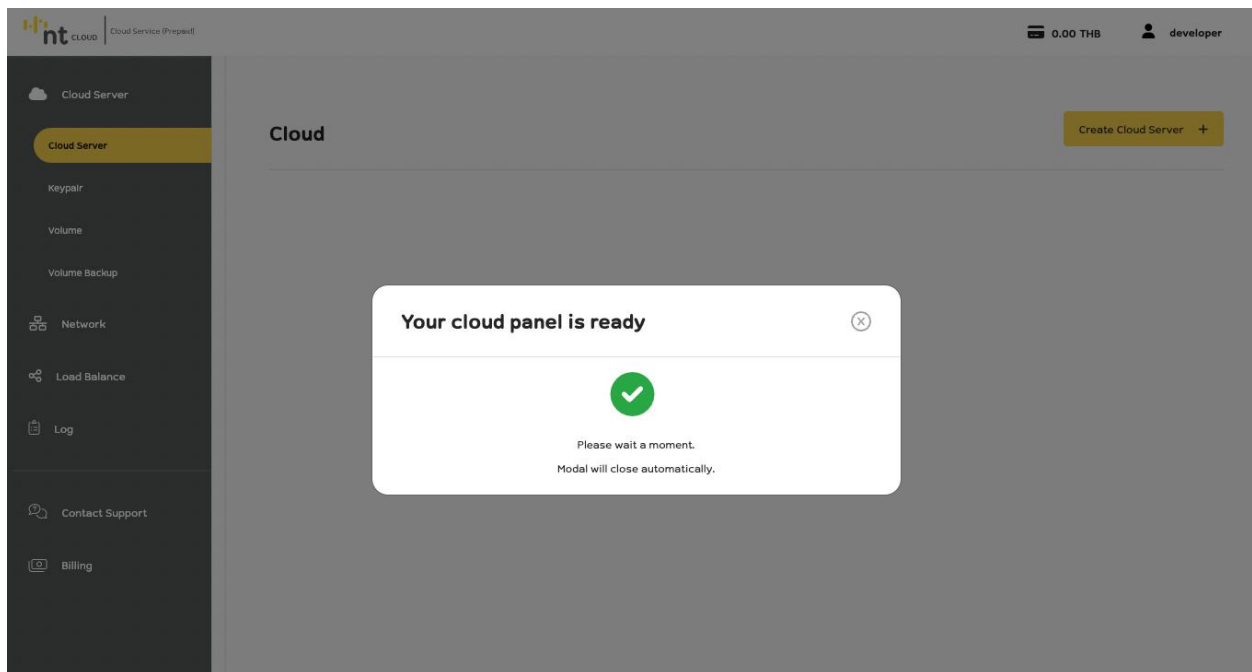 nt CLOUD Cloud Service (Prepaid)
0.00 THB
developer
Cloud Server
Cloud Server
Keypair
Volume
Volume Backup
Network
Load Balance
Log
Contact Support
Billing
Cloud
Create Cloud Server +
Your cloud panel is ready
Please wait a moment.
Modal will close automatically.